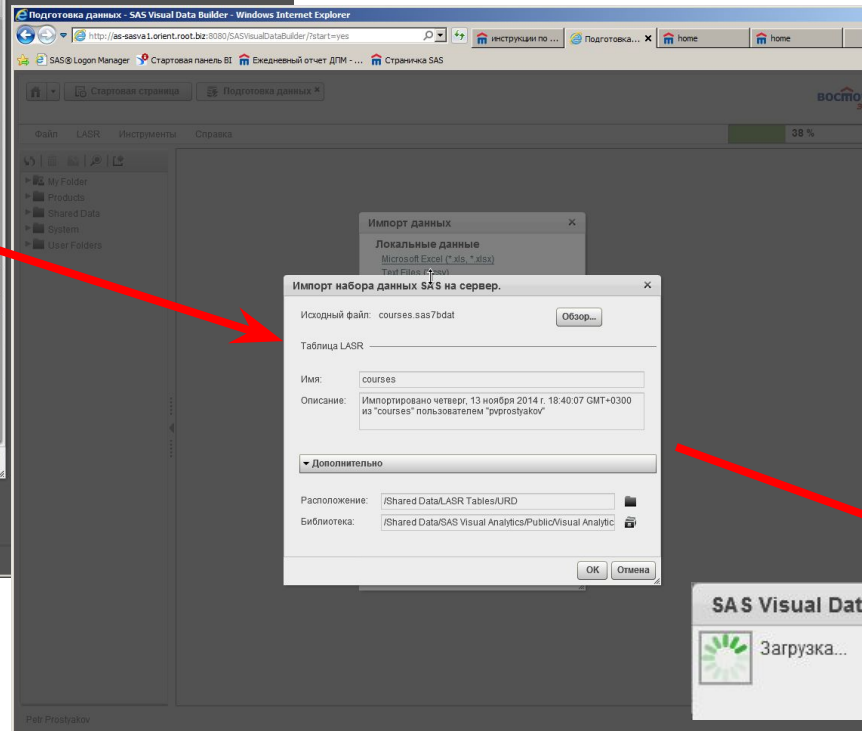 Подготовка данных - SAS Visual Data Builder - Windows Internet Explorer
http://as-sasva1.orient.root.biz:8080/SASVisualDataBuilder/?start=yes
инструкции по ...
Подготовка...
home
home
SAS® Logon Manager
Стартовая панель BI
Ежедневный отчет ДПМ - ...
Страничка SAS
Стартовая страница
Подготовка данных
Файл LASR Инструменты Справка
38 %
My Folder
Products
Shared Data
System
User Folders
Импорт данных
Локальные данные
Microsoft Excel (*.xls, *.xlsx)
Импорт набора данных SAS на сервер.
Исходный файл: courses.sas7bdat
Обзор...
Таблица LASR
Имя: courses
Описание: Импортировано четверг, 13 ноября 2014 г. 18:40:07 GMT+0300
из "courses" пользователем "pvprostyakov"
Дополнительно
Расположение: /Shared Data/LASR Tables/URD
Библиотека: /Shared Data/SAS Visual Analytics/Public/Visual Analytic
OK Отмена
SAS Visual Dat
Загрузка...
Petr Prostyakov